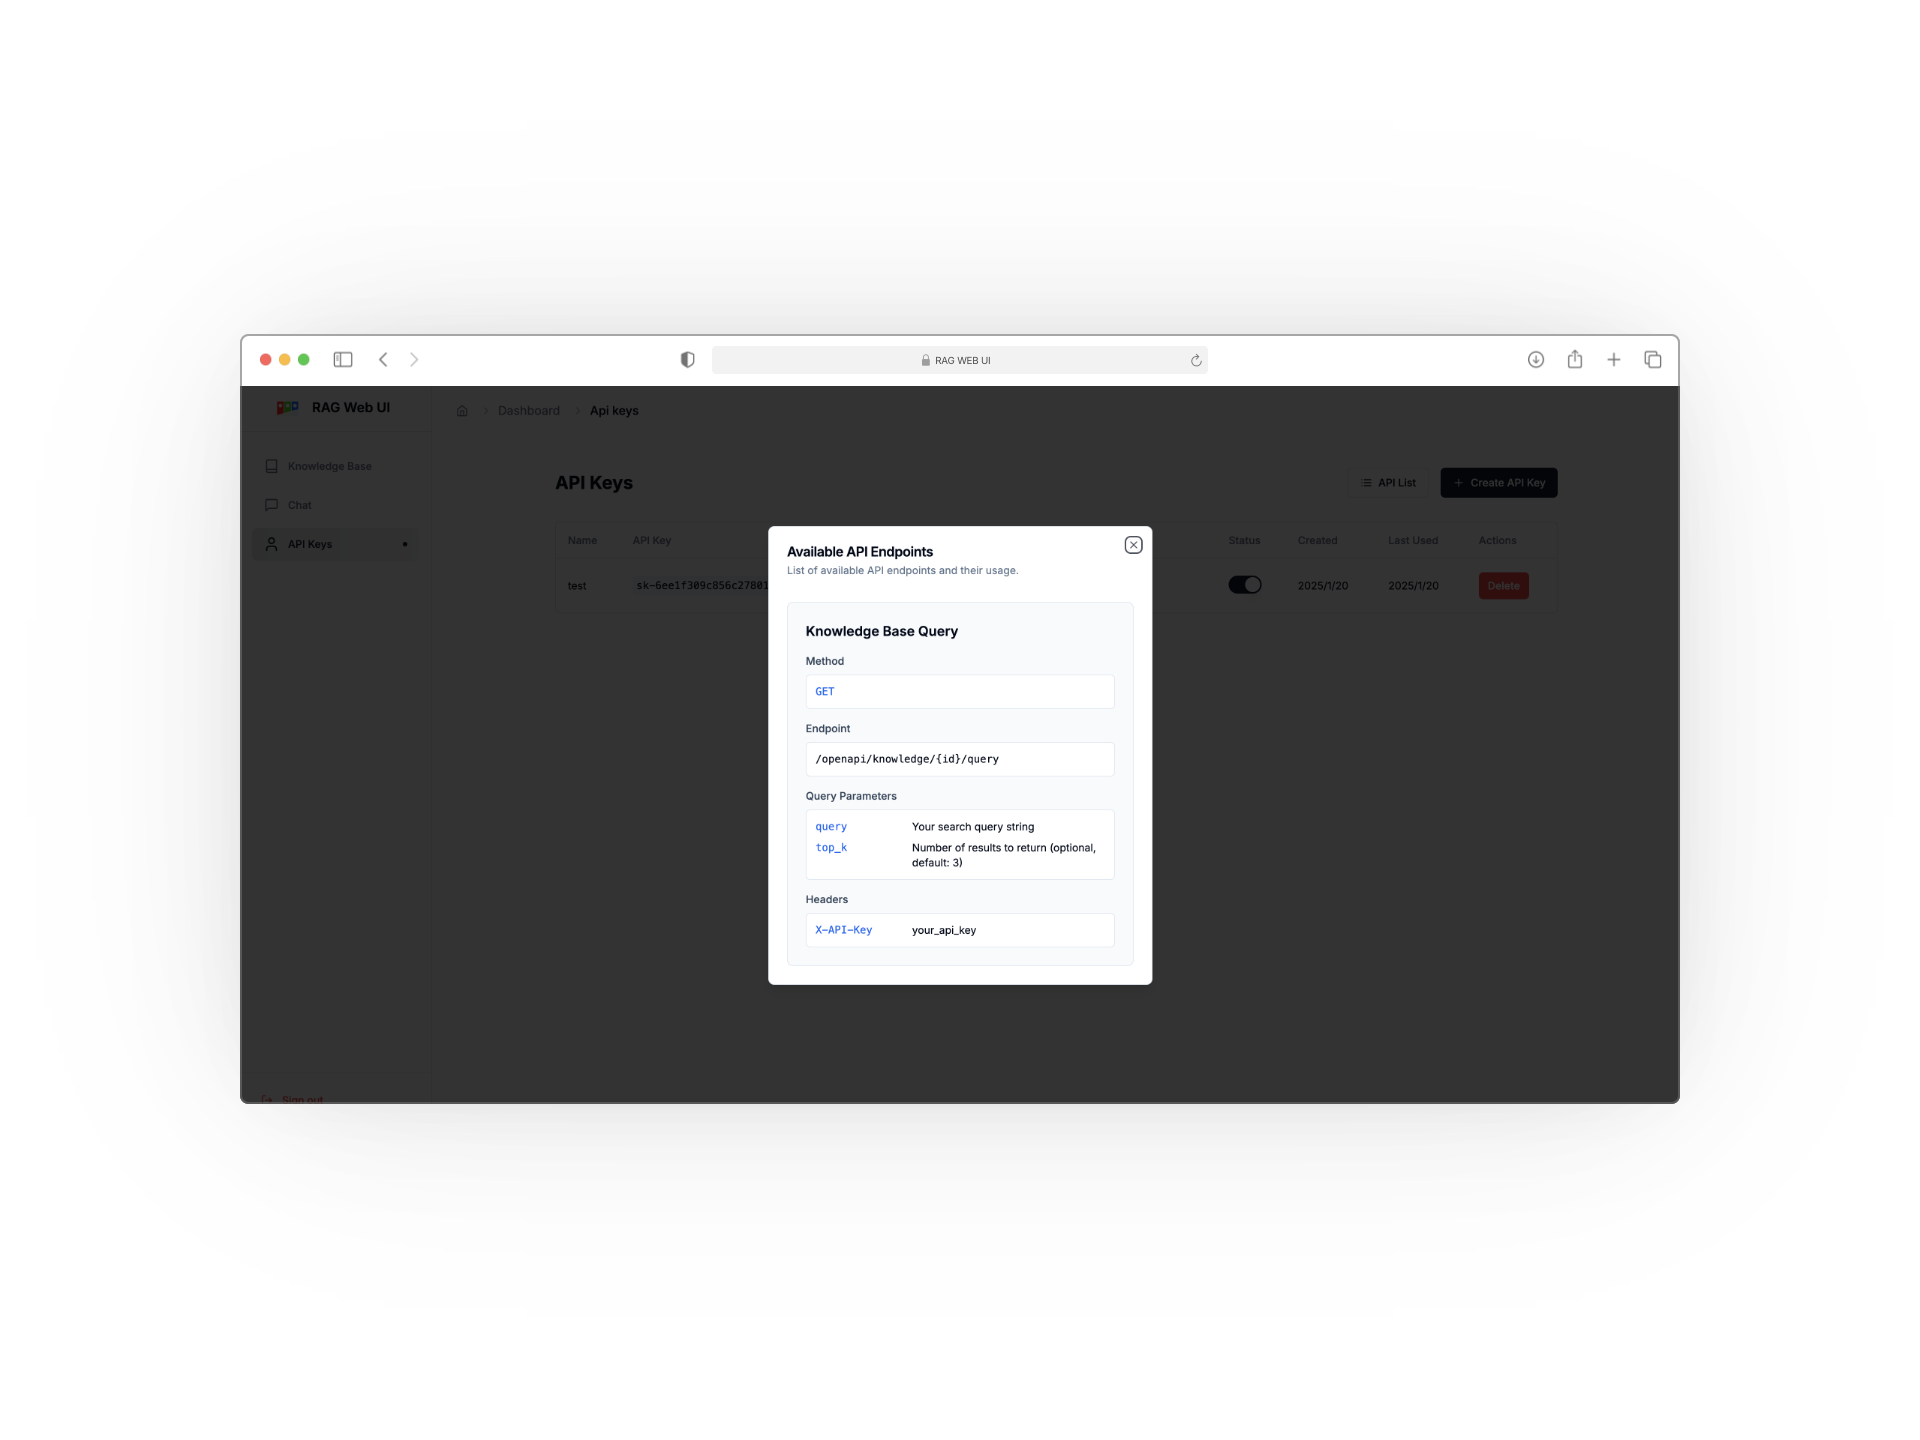 RAG WEB UI
RAG Web UI
Dashboard
Api keys
Knowledge Base
Chat
API Keys
API Keys
API List
Create API Key
Name
API Key
Status
Created
Last Used
Actions
test
sk-6ee1f309c856c27801
2025/1/20
2025/1/20
Delete
Available API Endpoints
List of available API endpoints and their usage.
Knowledge Base Query
Method
GET
Endpoint
/openapi/knowledge/{id}/query
Query Parameters
query
Your search query string
top_k
Number of results to return (optional,
default: 3)
Headers
X-API-Key
your_api_key
Sign out